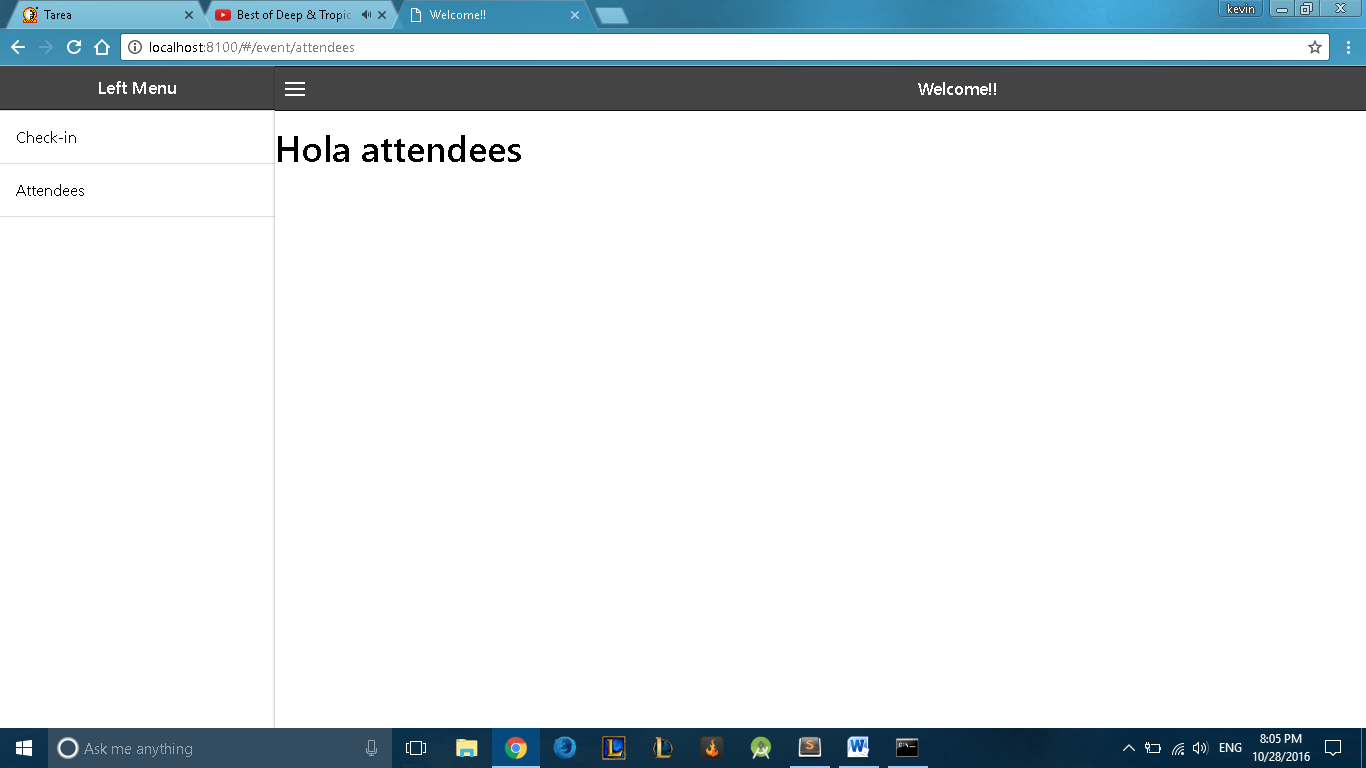 Tarea
Best of Deep & Tropic
Welcome!!
kevin
localhost:8100/#/event/attendees
Left Menu
Welcome!!
Check-in
Hola attendees
Attendees
Ask me anything
ENG
8:05 PM
10/28/2016